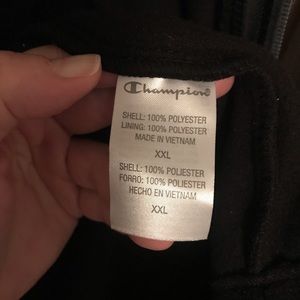 Champion
SHELL: 100% POLYESTER
LINING: 100% POLYESTER
MADE IN VIETNAM
XXL
SHELL: 100% POLIESTER
FORRO: 100% POLIESTER
HECHO EN VIETNAM
XXL